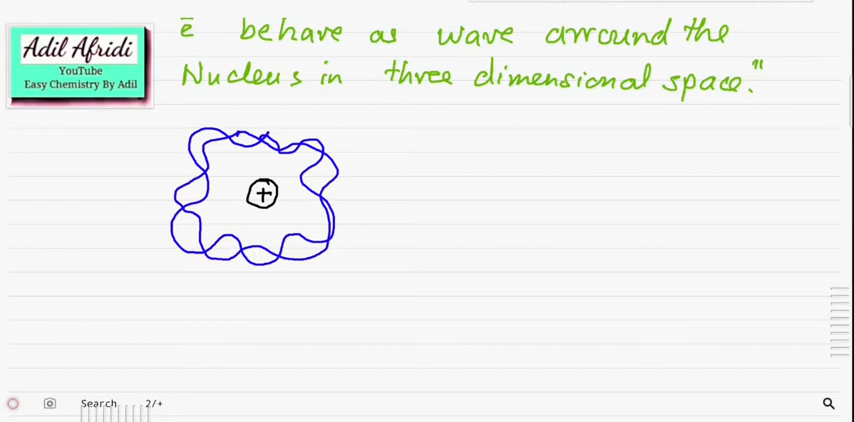 ē behave as wave arround the
Adil Afridi
YouTube
Easy Chemistry By Adil
Nucleus in three dimensional space."
+
Search 2/+